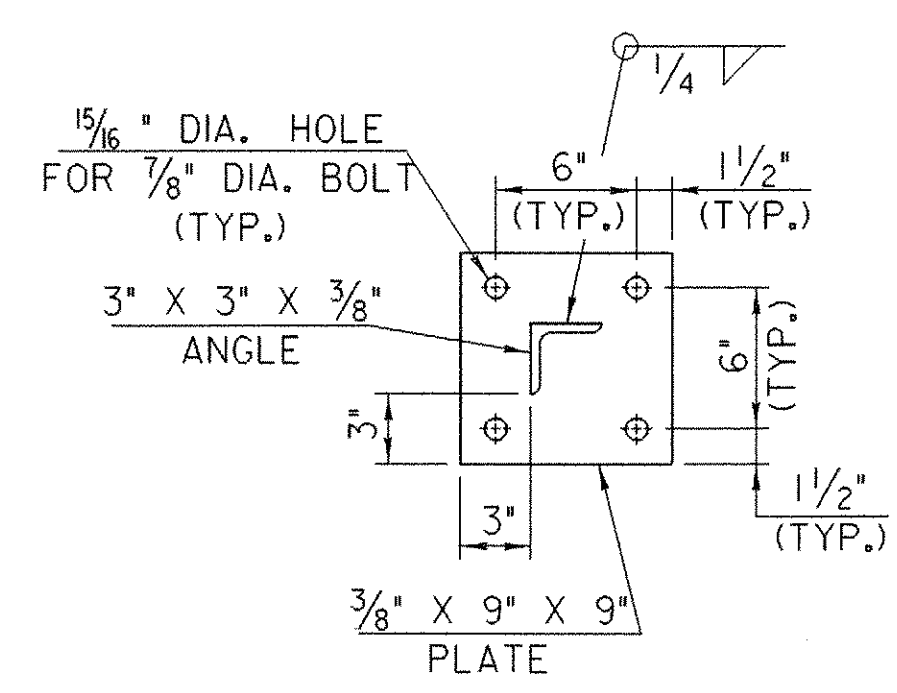 1/4
15/16 " DIA. HOLE
FOR 7/8" DIA. BOLT
(TYP.)
6"
(TYP.)
1 1/2"
(TYP.)
3" X 3" X 3/8"
ANGLE
6"
(TYP.)
3"
3"
1 1/2"
(TYP.)
3/8" X 9" X 9"
PLATE